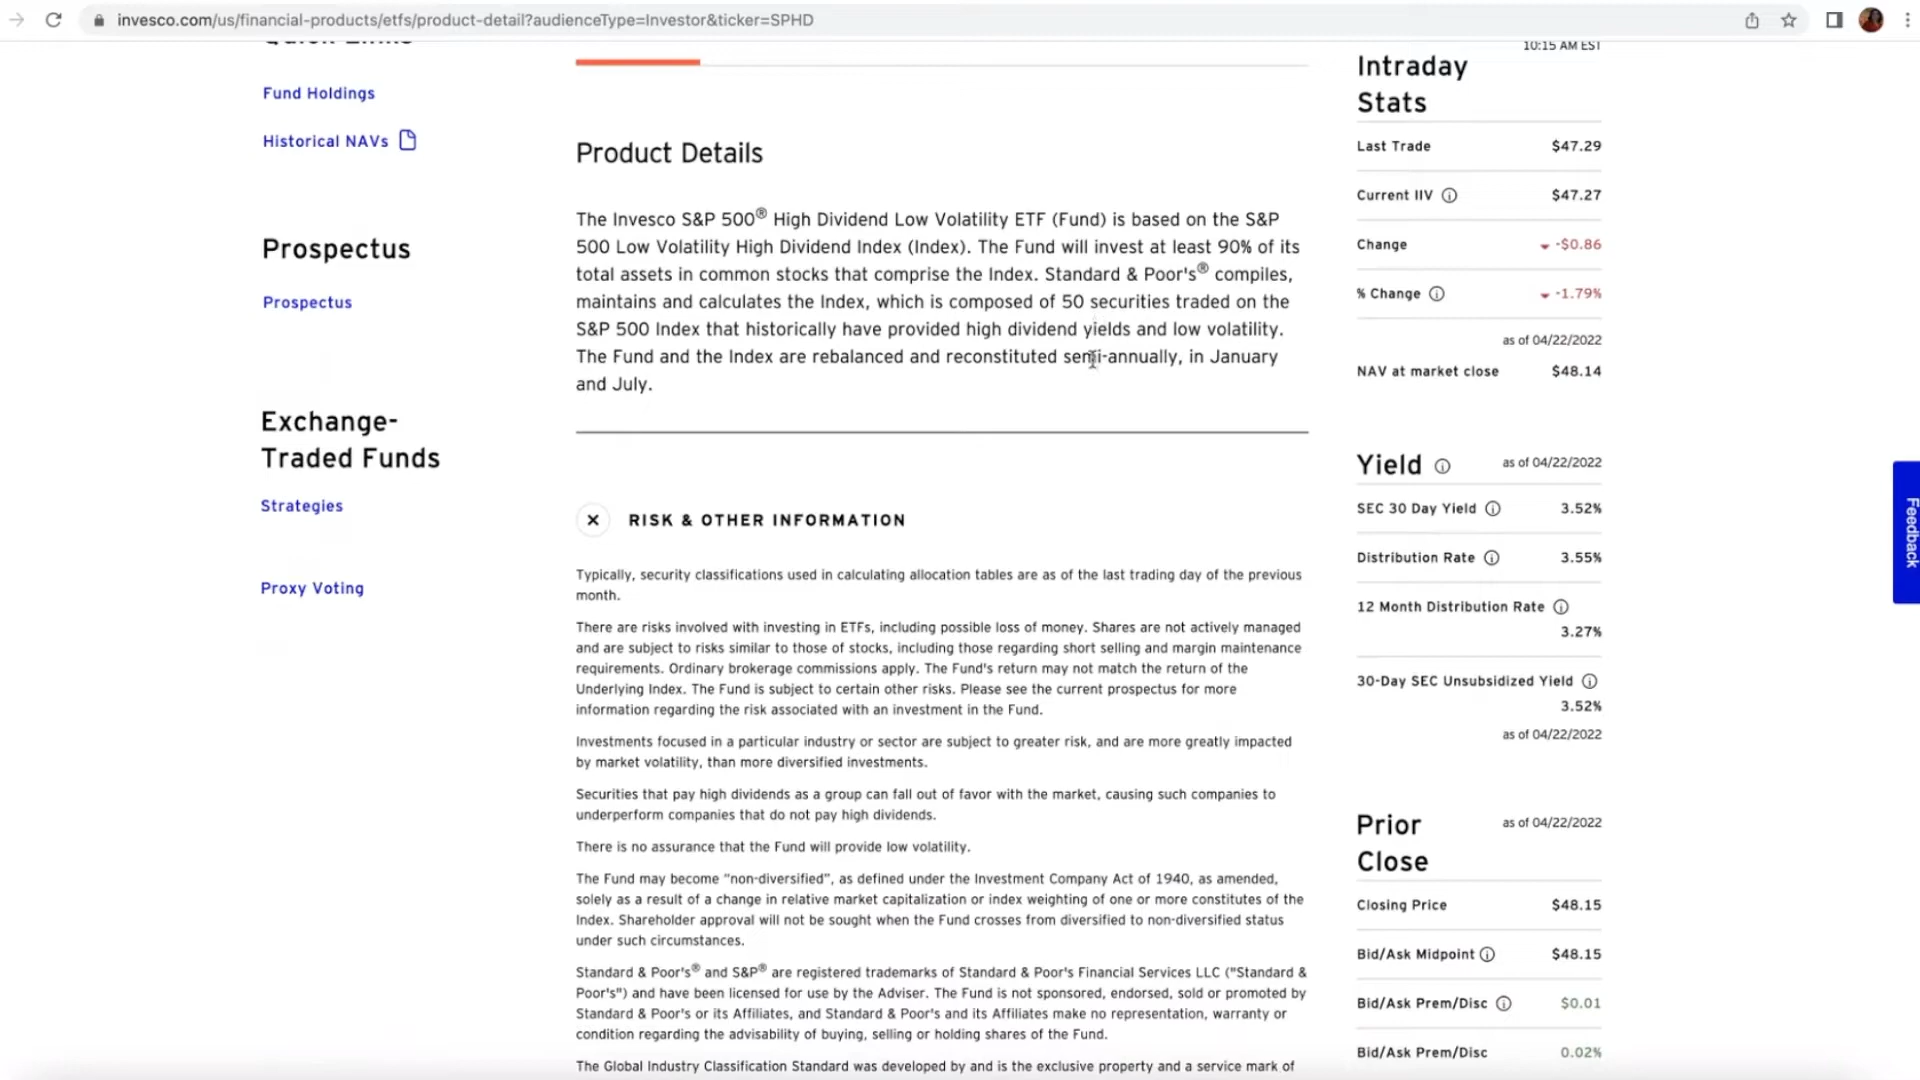 invesco.com/us/financial-products/etfs/product-detail?audienceType=Investor&ticker=SPHD
Fund Holdings
Historical NAVs
Prospectus
Prospectus
Exchange-
Traded Funds
Strategies
Proxy Voting
Product Details
The Invesco S&P 500® High Dividend Low Volatility ETF (Fund) is based on the S&P
500 Low Volatility High Dividend Index (Index). The Fund will invest at least 90% of its
total assets in common stocks that comprise the Index. Standard & Poor's® compiles,
maintains and calculates the Index, which is composed of 50 securities traded on the
S&P 500 Index that historically have provided high dividend yields and low volatility.
The Fund and the Index are rebalanced and reconstituted semi-annually, in January
and July.
RISK & OTHER INFORMATION
Typically, security classifications used in calculating allocation tables are as of the last trading day of the previous
month.
There are risks involved with investing in ETFs, including possible loss of money. Shares are not actively managed
and are subject to risks similar to those of stocks, including those regarding short selling and margin maintenance
requirements. Ordinary brokerage commissions apply. The Fund's return may not match the return of the
Underlying Index. The Fund is subject to certain other risks. Please see the current prospectus for more
information regarding the risk associated with an investment in the Fund.
Investments focused in a particular industry or sector are subject to greater risk, and are more greatly impacted
by market volatility, than more diversified investments.
Securities that pay high dividends as a group can fall out of favor with the market, causing such companies to
underperform companies that do not pay high dividends.
There is no assurance that the Fund will provide low volatility.
The Fund may become "non-diversified", as defined under the Investment Company Act of 1940, as amended,
solely as a result of a change in relative market capitalization or index weighting of one or more constitutes of the
Index. Shareholder approval will not be sought when the Fund crosses from diversified to non-diversified status
under such circumstances.
Standard & Poor's® and S&P® are registered trademarks of Standard & Poor's Financial Services LLC ("Standard &
Poor's") and have been licensed for use by the Adviser. The Fund is not sponsored, endorsed, sold or promoted by
Standard & Poor's or its Affiliates, and Standard & Poor's and its Affiliates make no representation, warranty or
condition regarding the advisability of buying, selling or holding shares of the Fund.
The Global Industry Classification Standard was developed by and is the exclusive property and a service mark of
10:15 AM EST
Intraday
Stats
Last Trade $47.29
Current IIV $47.27
Change -$0.86
% Change -1.79%
as of 04/22/2022
NAV at market close $48.14
Yield as of 04/22/2022
SEC 30 Day Yield 3.52%
Distribution Rate 3.55%
12 Month Distribution Rate
3.27%
30-Day SEC Unsubsidized Yield
3.52%
as of 04/22/2022
Prior as of 04/22/2022
Close
Closing Price $48.15
Bid/Ask Midpoint $48.15
Bid/Ask Prem/Disc $0.01
Bid/Ask Prem/Disc 0.02%
Feedback